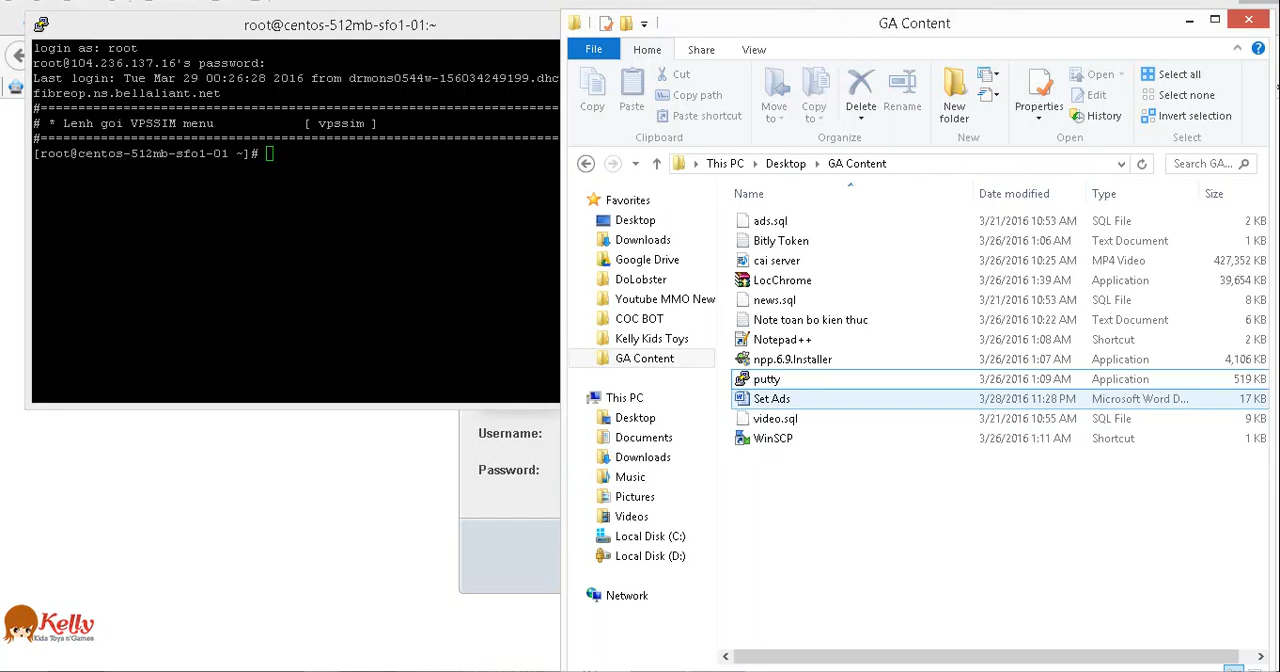 root@centos-512mb-sfo1-01:~
login as: root
root@104.236.137.16's password:
Last login: Tue Mar 29 00:26:28 2016 from drmons0544w-156034249199.dhc
fibreop.ns.bellaliant.net
#=====================================================================
# * Lenh goi VPSSIM menu [ vpssim ]
#=====================================================================
[root@centos-512mb-sfo1-01 ~]#
Username:
Password:
Kelly
Kids Toys n'Games
GA Content
File Home Share View
Copy
Paste
Cut
Copy path
Paste shortcut
Clipboard
Move to
Copy to
Delete
Rename
Organize
New folder
New
Properties
Open
Edit
History
Open
Select all
Select none
Invert selection
Select
This PC Desktop GA Content Search GA...
Favorites
Desktop
Downloads
Google Drive
DoLobster
Youtube MMO New
COC BOT
Kelly Kids Toys
GA Content
This PC
Desktop
Documents
Downloads
Music
Pictures
Videos
Local Disk (C:)
Local Disk (D:)
Network
Name Date modified Type Size
ads.sql 3/21/2016 10:53 AM SQL File 2 KB
Bitly Token 3/26/2016 1:06 AM Text Document 1 KB
cai server 3/26/2016 10:25 AM MP4 Video 427,352 KB
LocChrome 3/26/2016 1:39 AM Application 39,654 KB
news.sql 3/21/2016 10:53 AM SQL File 8 KB
Note toan bo kien thuc 3/26/2016 10:22 AM Text Document 6 KB
Notepad++ 3/26/2016 1:08 AM Shortcut 2 KB
npp.6.9.Installer 3/26/2016 1:07 AM Application 4,106 KB
putty 3/26/2016 1:09 AM Application 519 KB
Set Ads 3/28/2016 11:28 PM Microsoft Word D... 17 KB
video.sql 3/21/2016 10:55 AM SQL File 9 KB
WinSCP 3/26/2016 1:11 AM Shortcut 1 KB